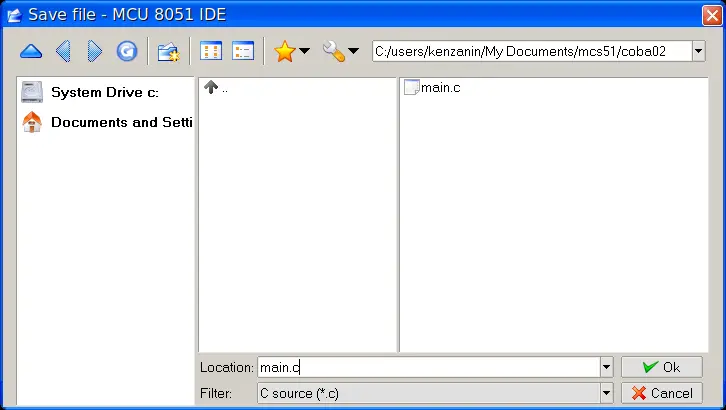 Save file - MCU 8051 IDE
C:/users/kenzanin/My Documents/mcs51/coba02
System Drive c:
Documents and Setti
..
main.c
Location: main.c Ok
Filter: C source (*.c) Cancel